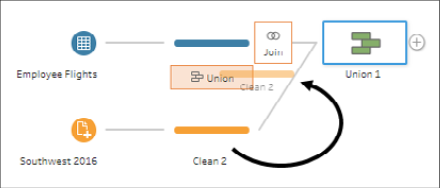 Join
Union
Employee Flights
Clean 2
Union 1
Southwest 2016
Clean 2